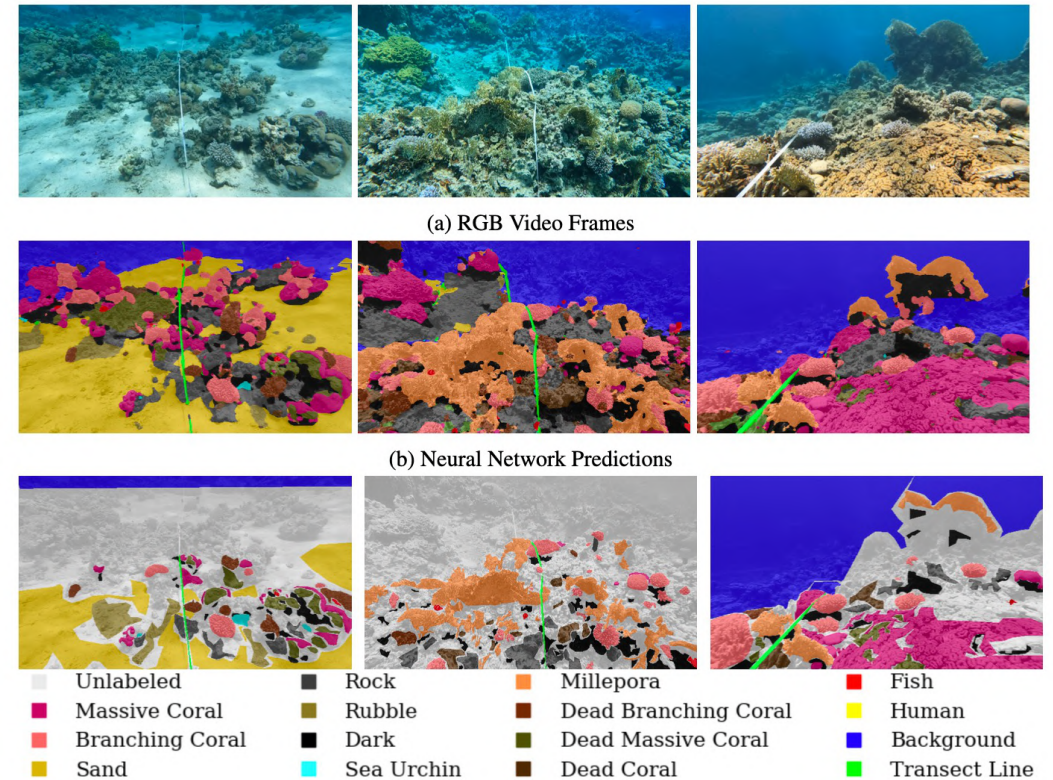 (a) RGB Video Frames
(b) Neural Network Predictions
Unlabeled Rock Millepora Fish
Massive Coral Rubble Dead Branching Coral Human
Branching Coral Dark Dead Massive Coral Background
Sand Sea Urchin Dead Coral Transect Line